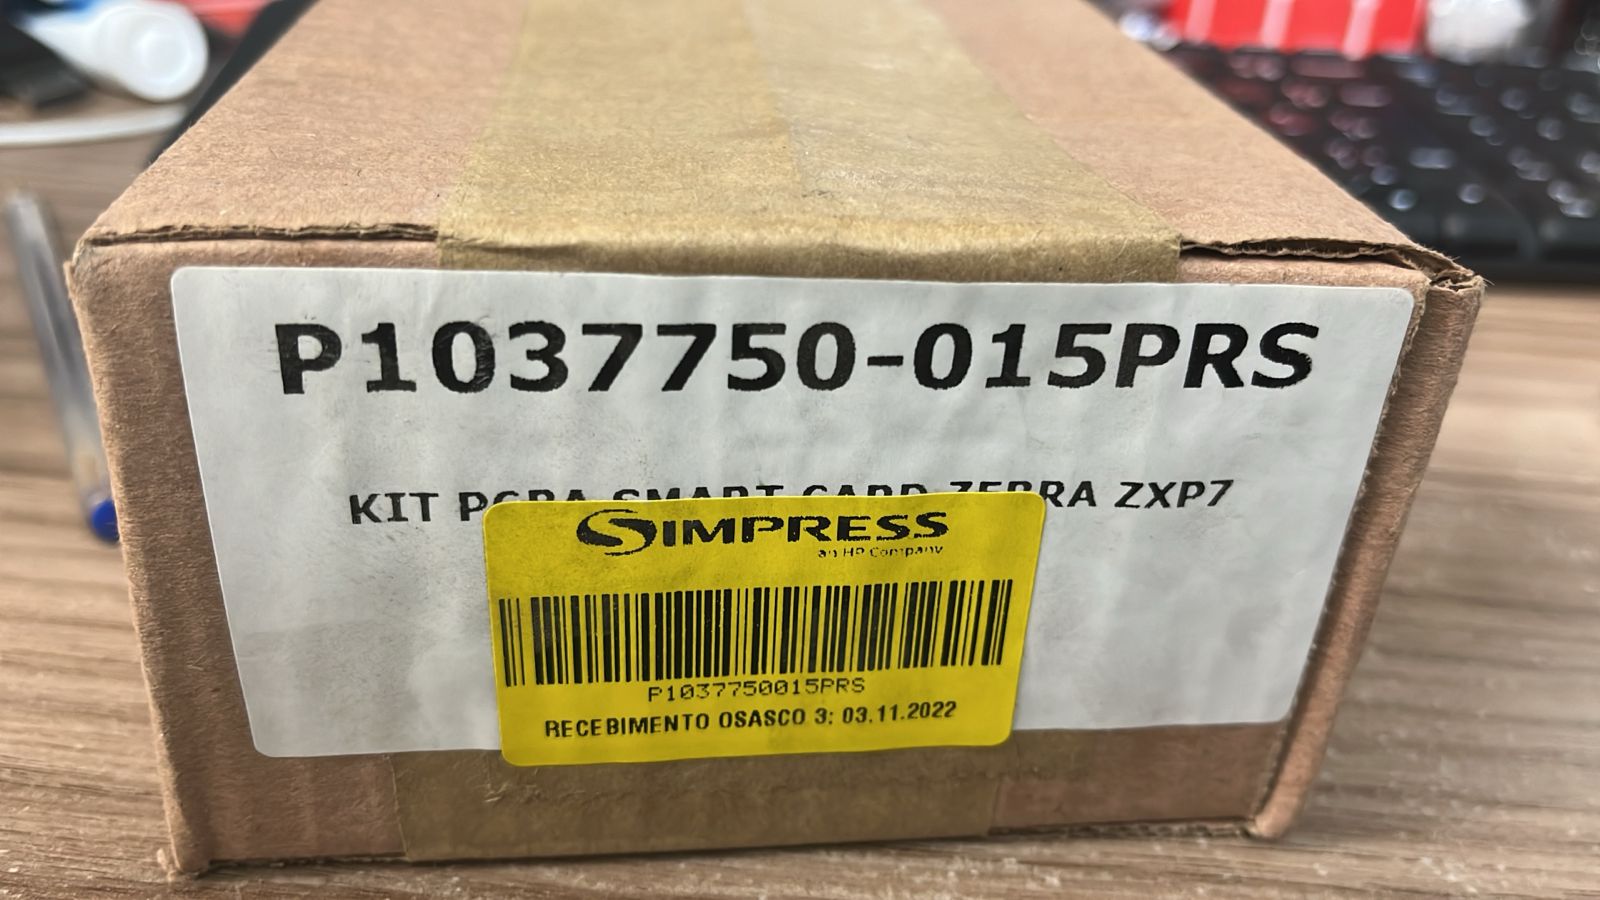 P1037750-015PRS
KIT PCBA SMART CARD ZEBRA ZXP7
SIMPRESS
an HP Company
P1037750015PRS
RECEBIMENTO OSASCO 3: 03.11.2022